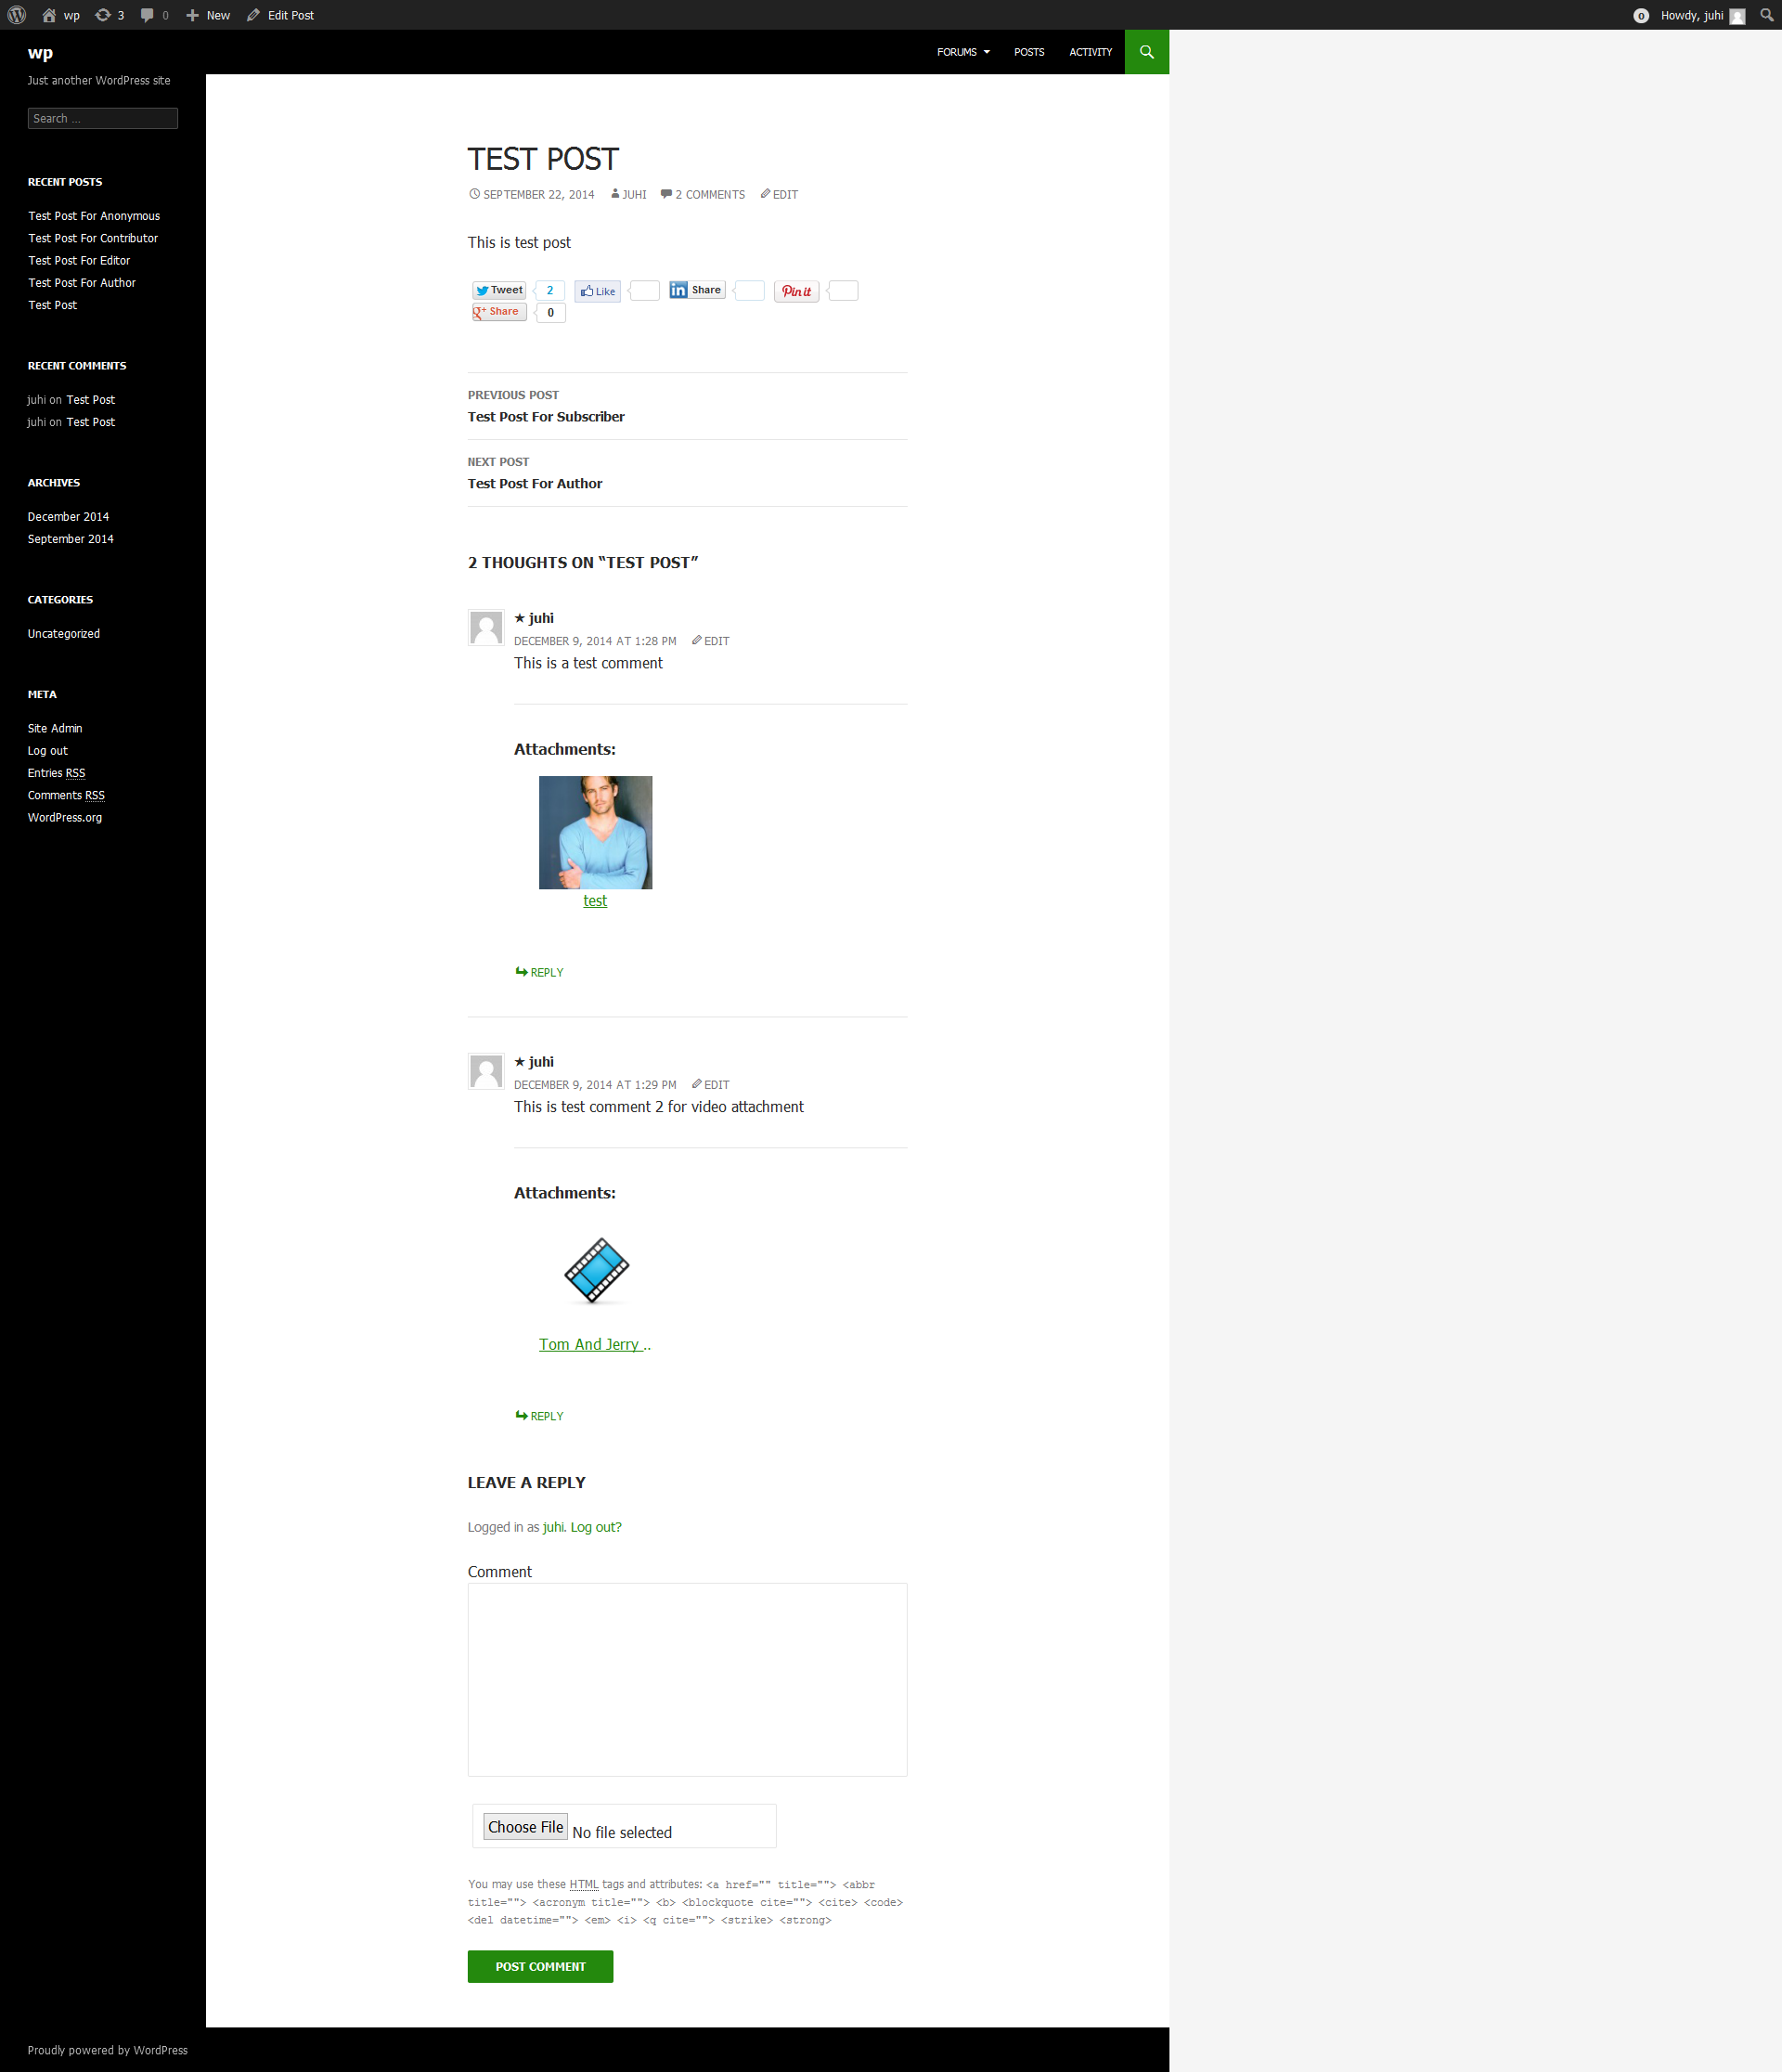 wp 3 0 New Edit Post 0 Howdy, juhi
wp
Just another WordPress site
Search ...
RECENT POSTS
Test Post For Anonymous
Test Post For Contributor
Test Post For Editor
Test Post For Author
Test Post
RECENT COMMENTS
juhi on Test Post
juhi on Test Post
ARCHIVES
December 2014
September 2014
CATEGORIES
Uncategorized
META
Site Admin
Log out
Entries RSS
Comments RSS
WordPress.org
FORUMS POSTS ACTIVITY
TEST POST
SEPTEMBER 22, 2014 JUHI 2 COMMENTS EDIT
This is test post
Tweet 2 Like in Share Pin it
g+ Share 0
PREVIOUS POST
Test Post For Subscriber
NEXT POST
Test Post For Author
2 THOUGHTS ON “TEST POST”
★ juhi
DECEMBER 9, 2014 AT 1:28 PM EDIT
This is a test comment
Attachments:
test
REPLY
★ juhi
DECEMBER 9, 2014 AT 1:29 PM EDIT
This is test comment 2 for video attachment
Attachments:
Tom And Jerry ..
REPLY
LEAVE A REPLY
Logged in as juhi. Log out?
Comment
Choose File No file selected
You may use these HTML tags and attributes: <a href="" title=""> <abbr
title=""> <acronym title=""> <b> <blockquote cite=""> <cite> <code>
<del datetime=""> <em> <i> <q cite=""> <strike> <strong>
POST COMMENT
Proudly powered by WordPress